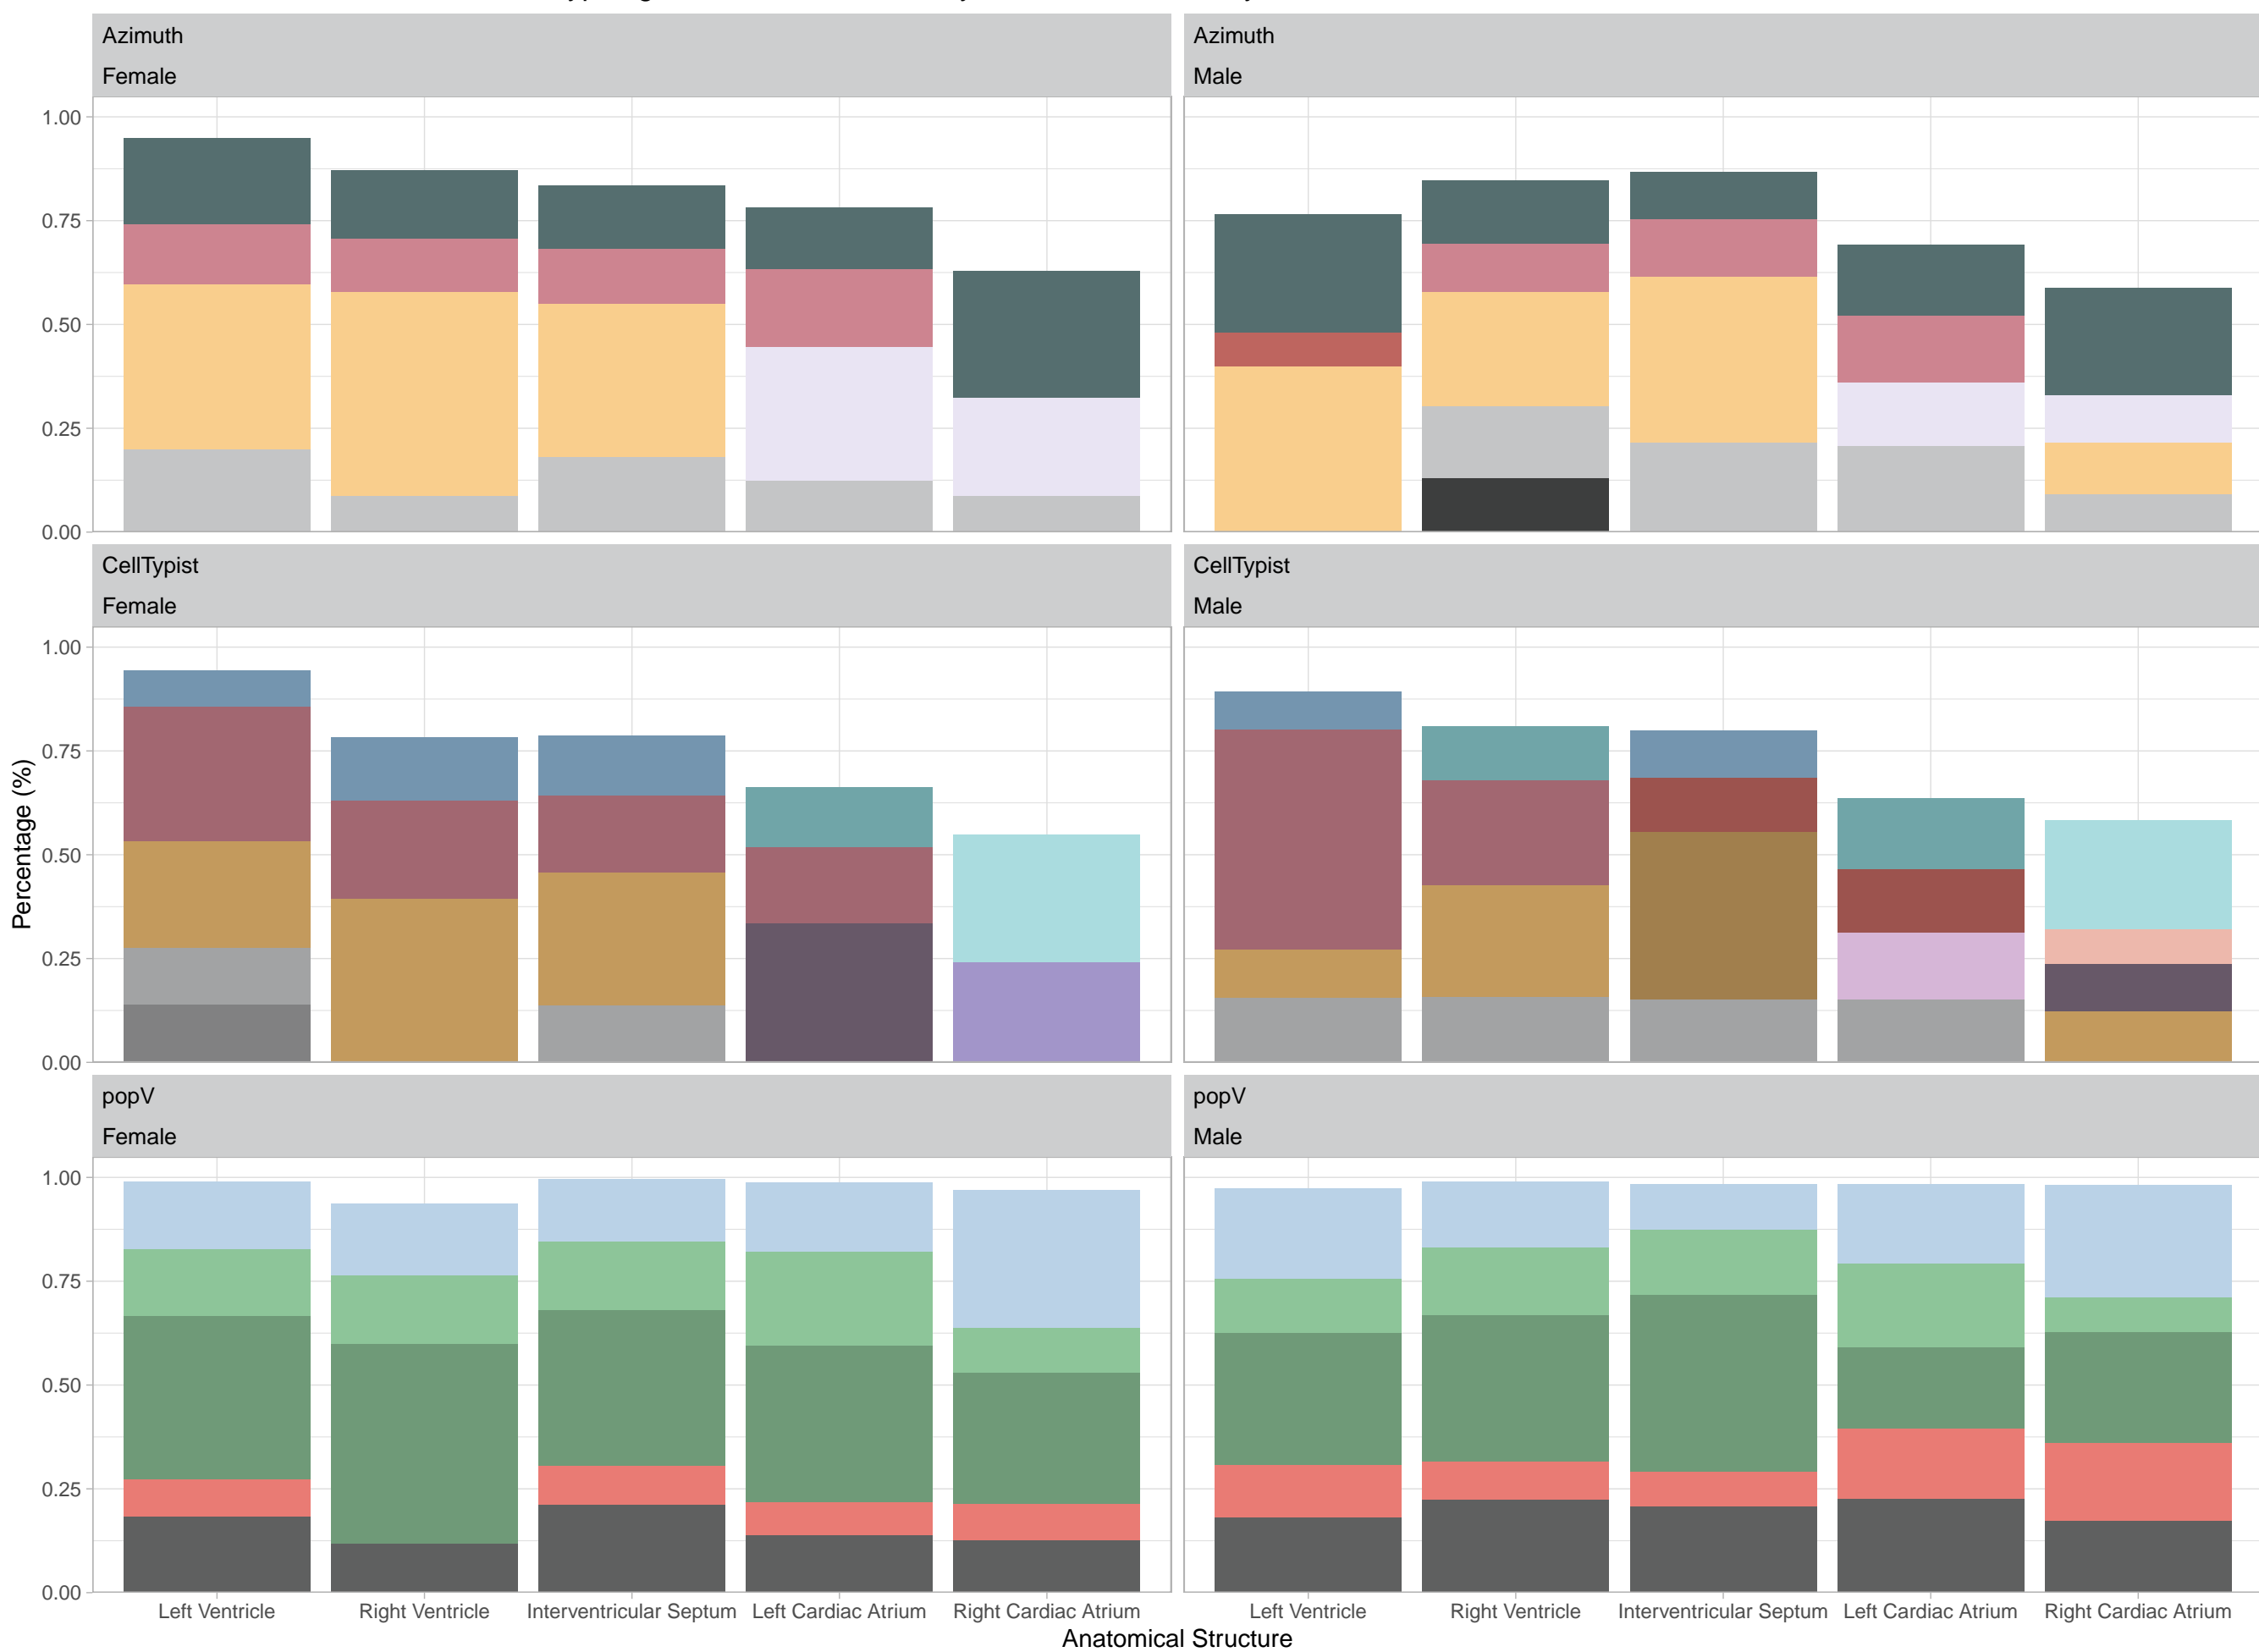 Azimuth
Female
Azimuth
Male
1.00
0.75
0.50
0.25
0.00
CellTypist
Female
CellTypist
Male
1.00
0.75
0.50
0.25
0.00
Percentage (%)
popV
Female
popV
Male
1.00
0.75
0.50
0.25
0.00
Left Ventricle Right Ventricle Interventricular Septum Left Cardiac Atrium Right Cardiac Atrium Left Ventricle Right Ventricle Interventricular Septum Left Cardiac Atrium Right Cardiac Atrium
Anatomical Structure